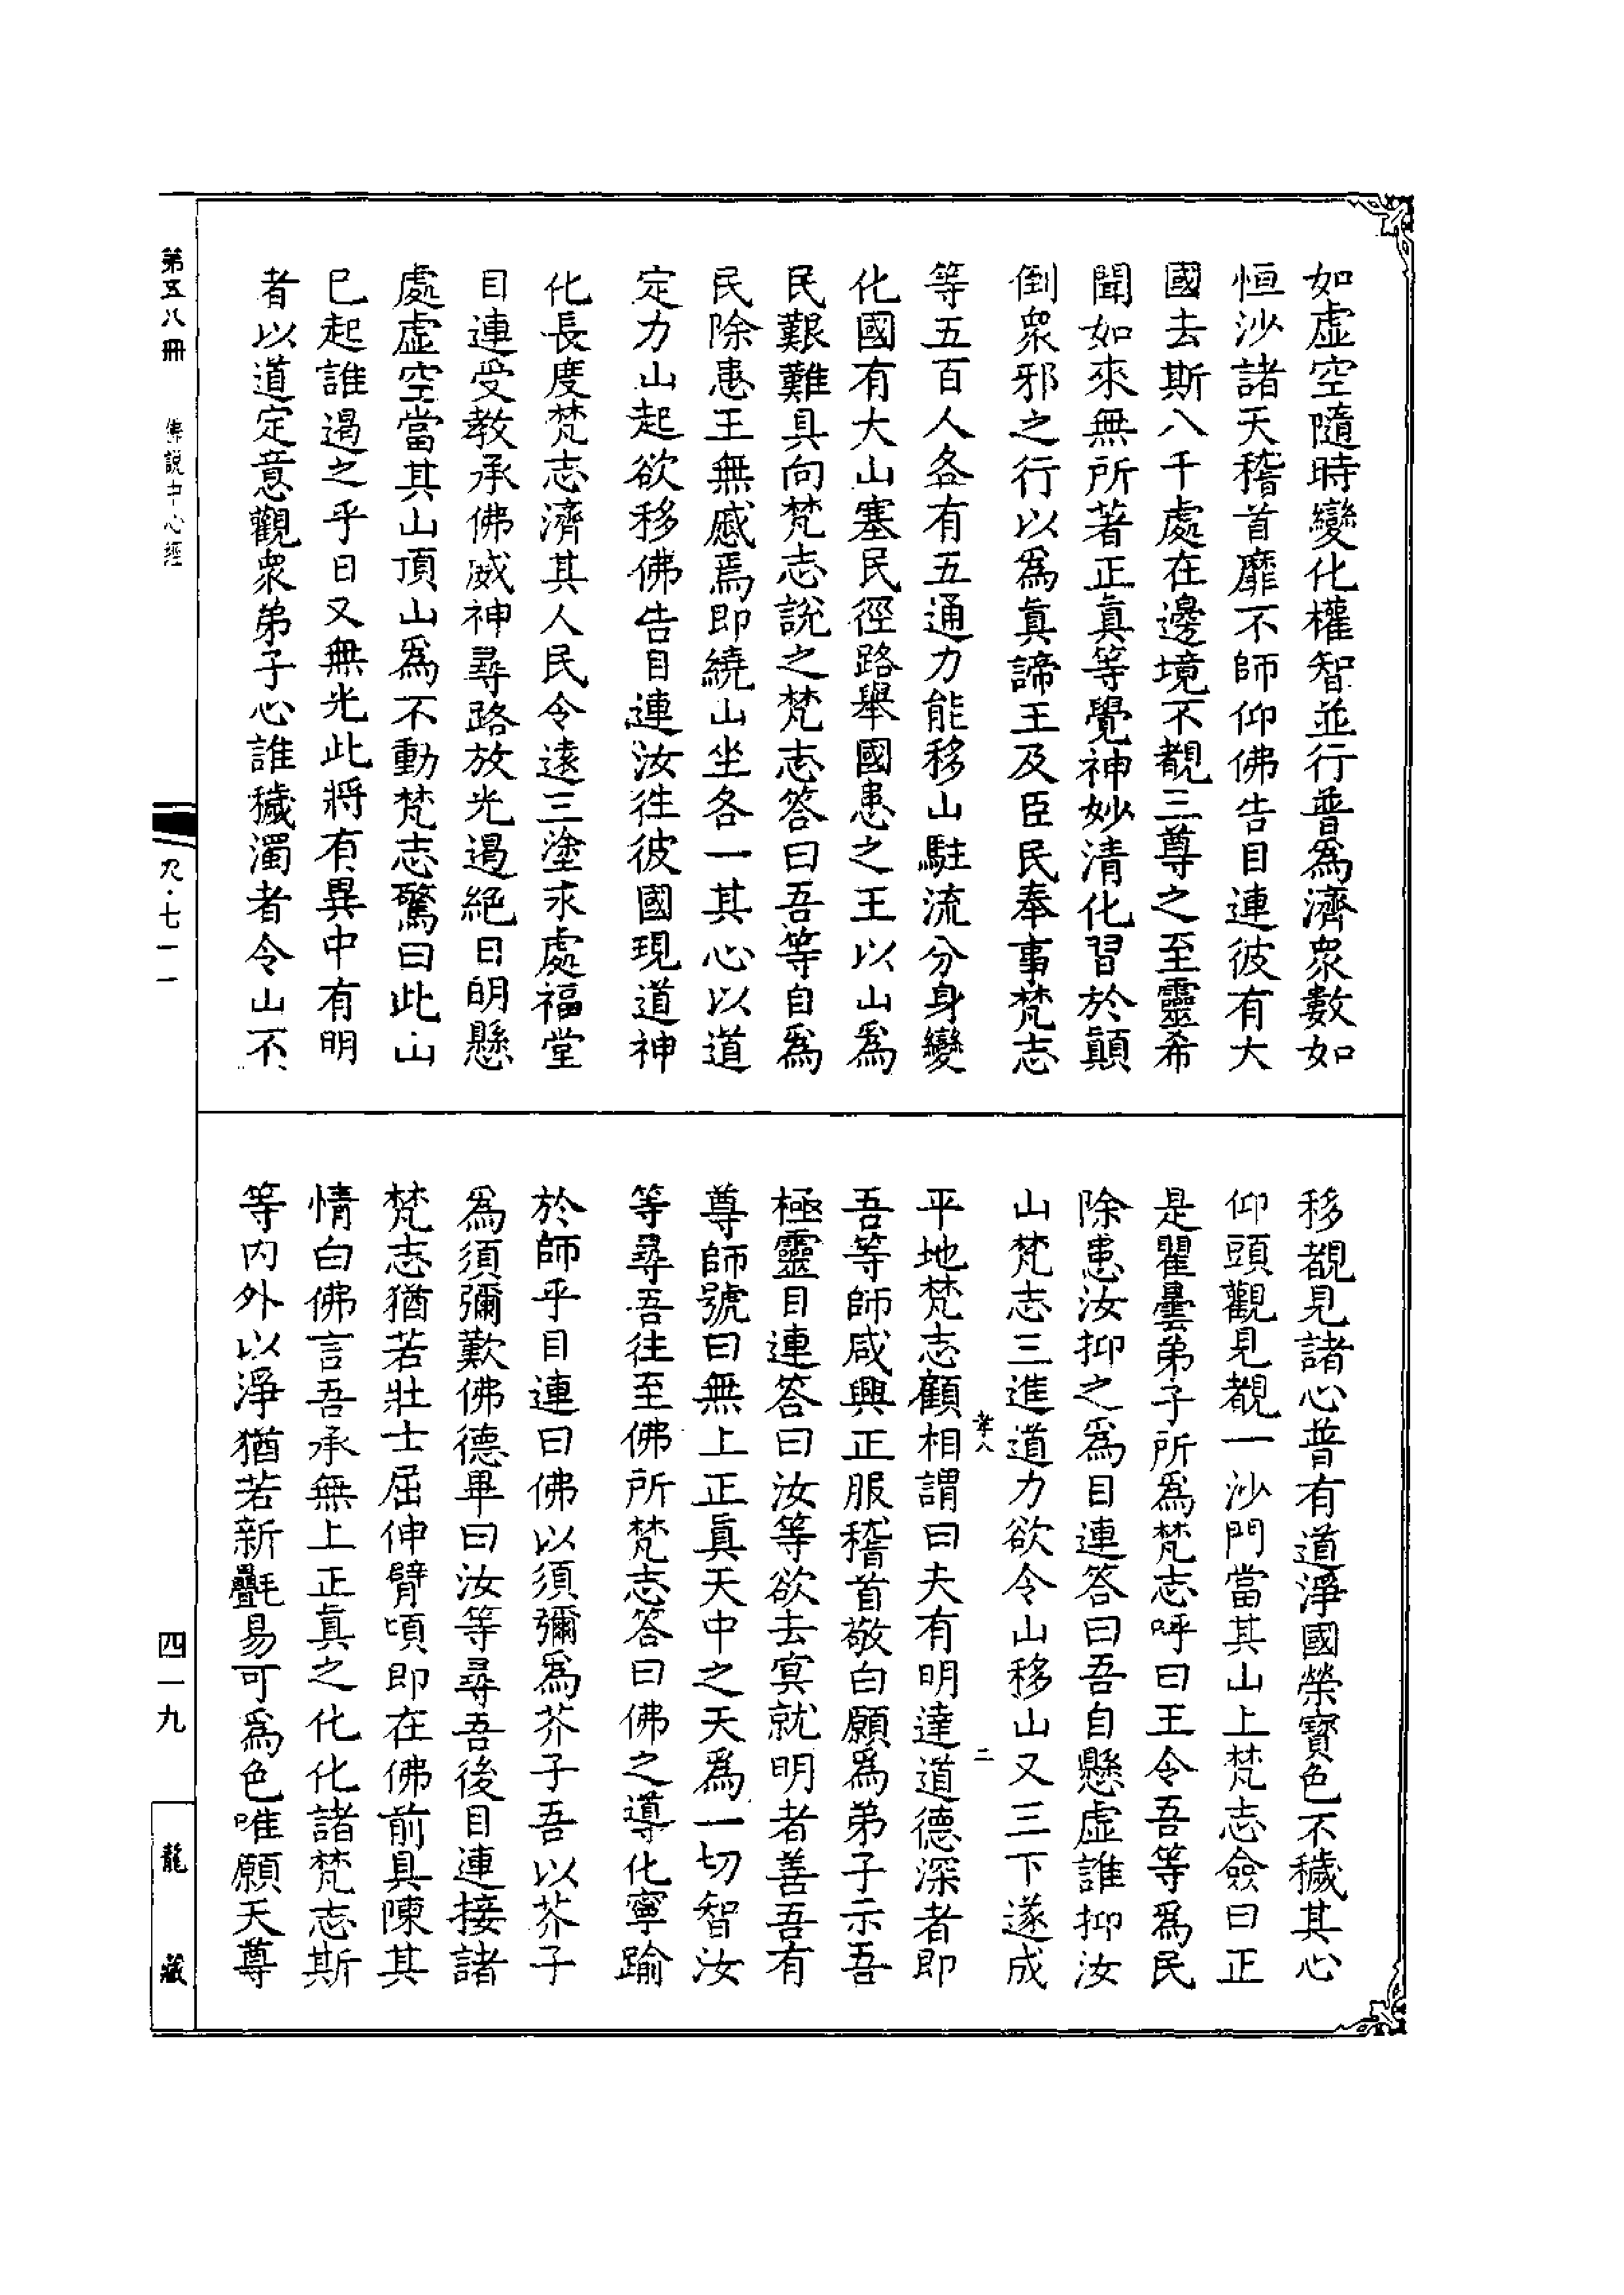 如虛空隨時變化權智並行普為濟衆數如
恒沙諸天稽首靡不師仰佛告目連彼有大
國去斯八千處在邊境不覩三尊之至靈希
聞如來無所著正真等覺神妙清化習於顛
倒衆邪之行以為真諦王及臣民奉事梵志
等五百人各有五通力能移山駐流分身變
化國有大山塞民徑路舉國患之王以山為
民艱難具向梵志說之梵志答曰吾等自為
民除患王無慼焉即繞山坐各一其心以道
定力山起欲移佛告目連汝往彼國現道神
化長度梵志濟其人民令遠三塗永處福堂
目連受教承佛威神尋路放光遏絕日明懸
處虛空當其山頂山為不動梵志驚曰此山
已起誰遏之乎日又無光此將有異中有明
者以道定意觀衆弟子心誰穢濁者令山不
移覩見諸心普有道淨國榮寶色不穢其心
仰頭觀見覩一沙門當其山上梵志僉曰正
是瞿曇弟子所為梵志呼曰王令吾等為民
除患汝抑之為目連答曰吾自懸虛誰抑汝
山梵志三進道力欲令山移山又三下遂成
孝八 二
平地梵志顧相謂曰夫有明達道德深者即
吾等師咸興正服稽首敬白願為弟子示吾
極靈目連答曰汝等欲去冥就明者善吾有
尊師號曰無上正真天中之天為一切智汝
等尋吾往至佛所梵志答曰佛之導化寧踰
於師乎目連曰佛以須彌為芥子吾以芥子
為須彌歎佛德畢曰汝等尋吾後目連接諸
梵志猶若壯士屈伸臂頃即在佛前具陳其
情白佛言吾承無上正真之化化諸梵志斯
等内外以淨猶若新氎易可為色唯願天尊
第五八冊 佛說中心經
九·七一一
四一九
龍藏